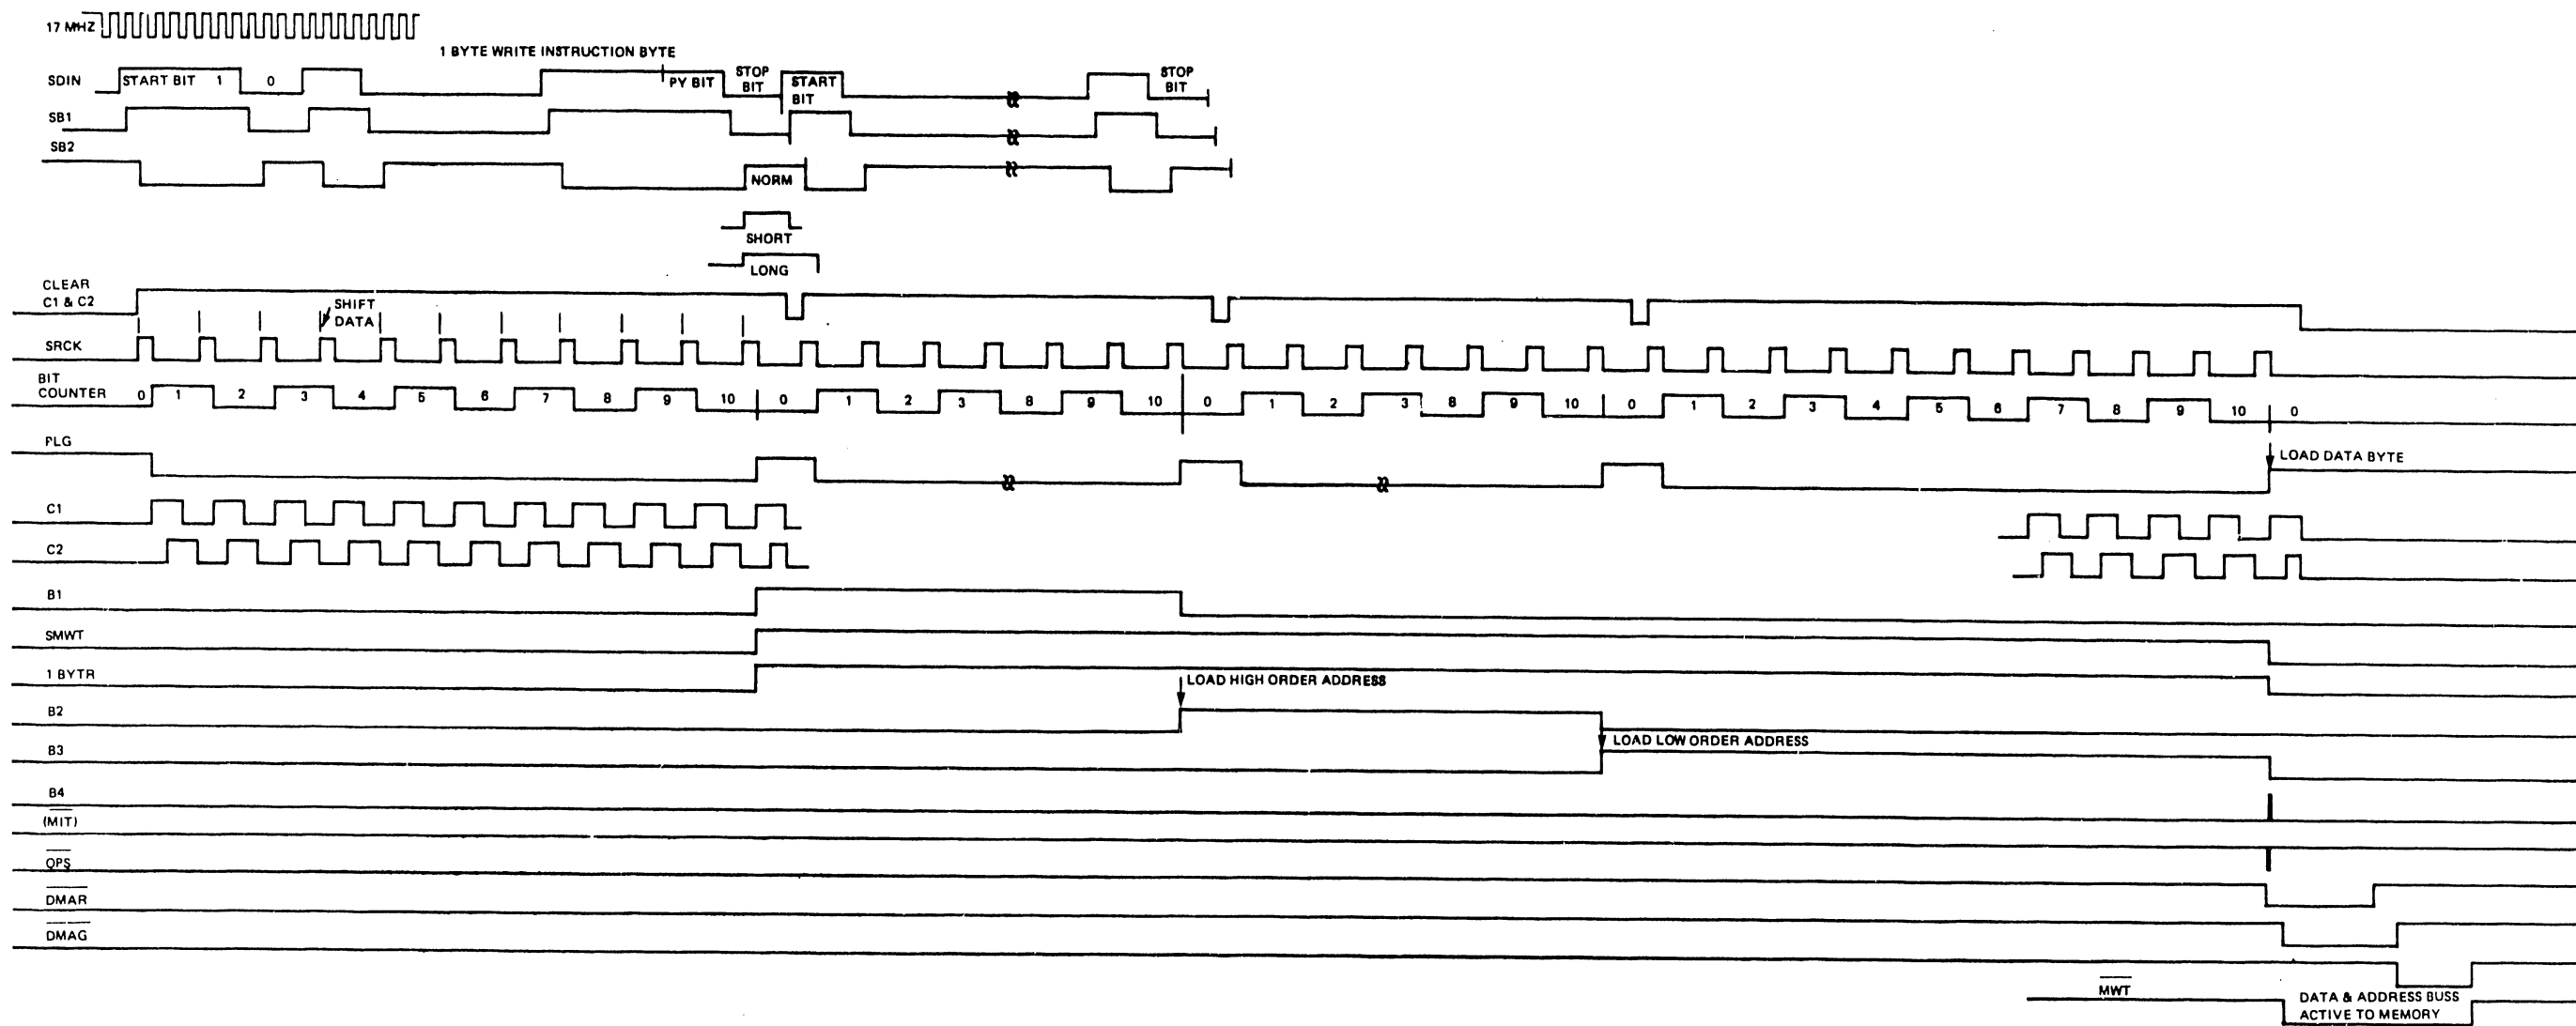 17 MHZ
1 BYTE WRITE INSTRUCTION BYTE
SDIN START BIT 1 0 PY BIT STOP BIT START BIT STOP BIT
SB1
SB2
NORM
SHORT
LONG
CLEAR
C1 & C2
SHIFT
DATA
SRCK
BIT
COUNTER 0 1 2 3 4 5 6 7 8 9 10 0 1 2 3 8 9 10 0 1 2 3 8 9 10 0 1 2 3 4 5 6 7 8 9 10 0
PLG
LOAD DATA BYTE
C1
C2
B1
SMWT
1 BYTR
LOAD HIGH ORDER ADDRESS
B2
B3
LOAD LOW ORDER ADDRESS
B4
(MIT)
OPS
DMAR
DMAG
MWT
DATA & ADDRESS BUSS
ACTIVE TO MEMORY